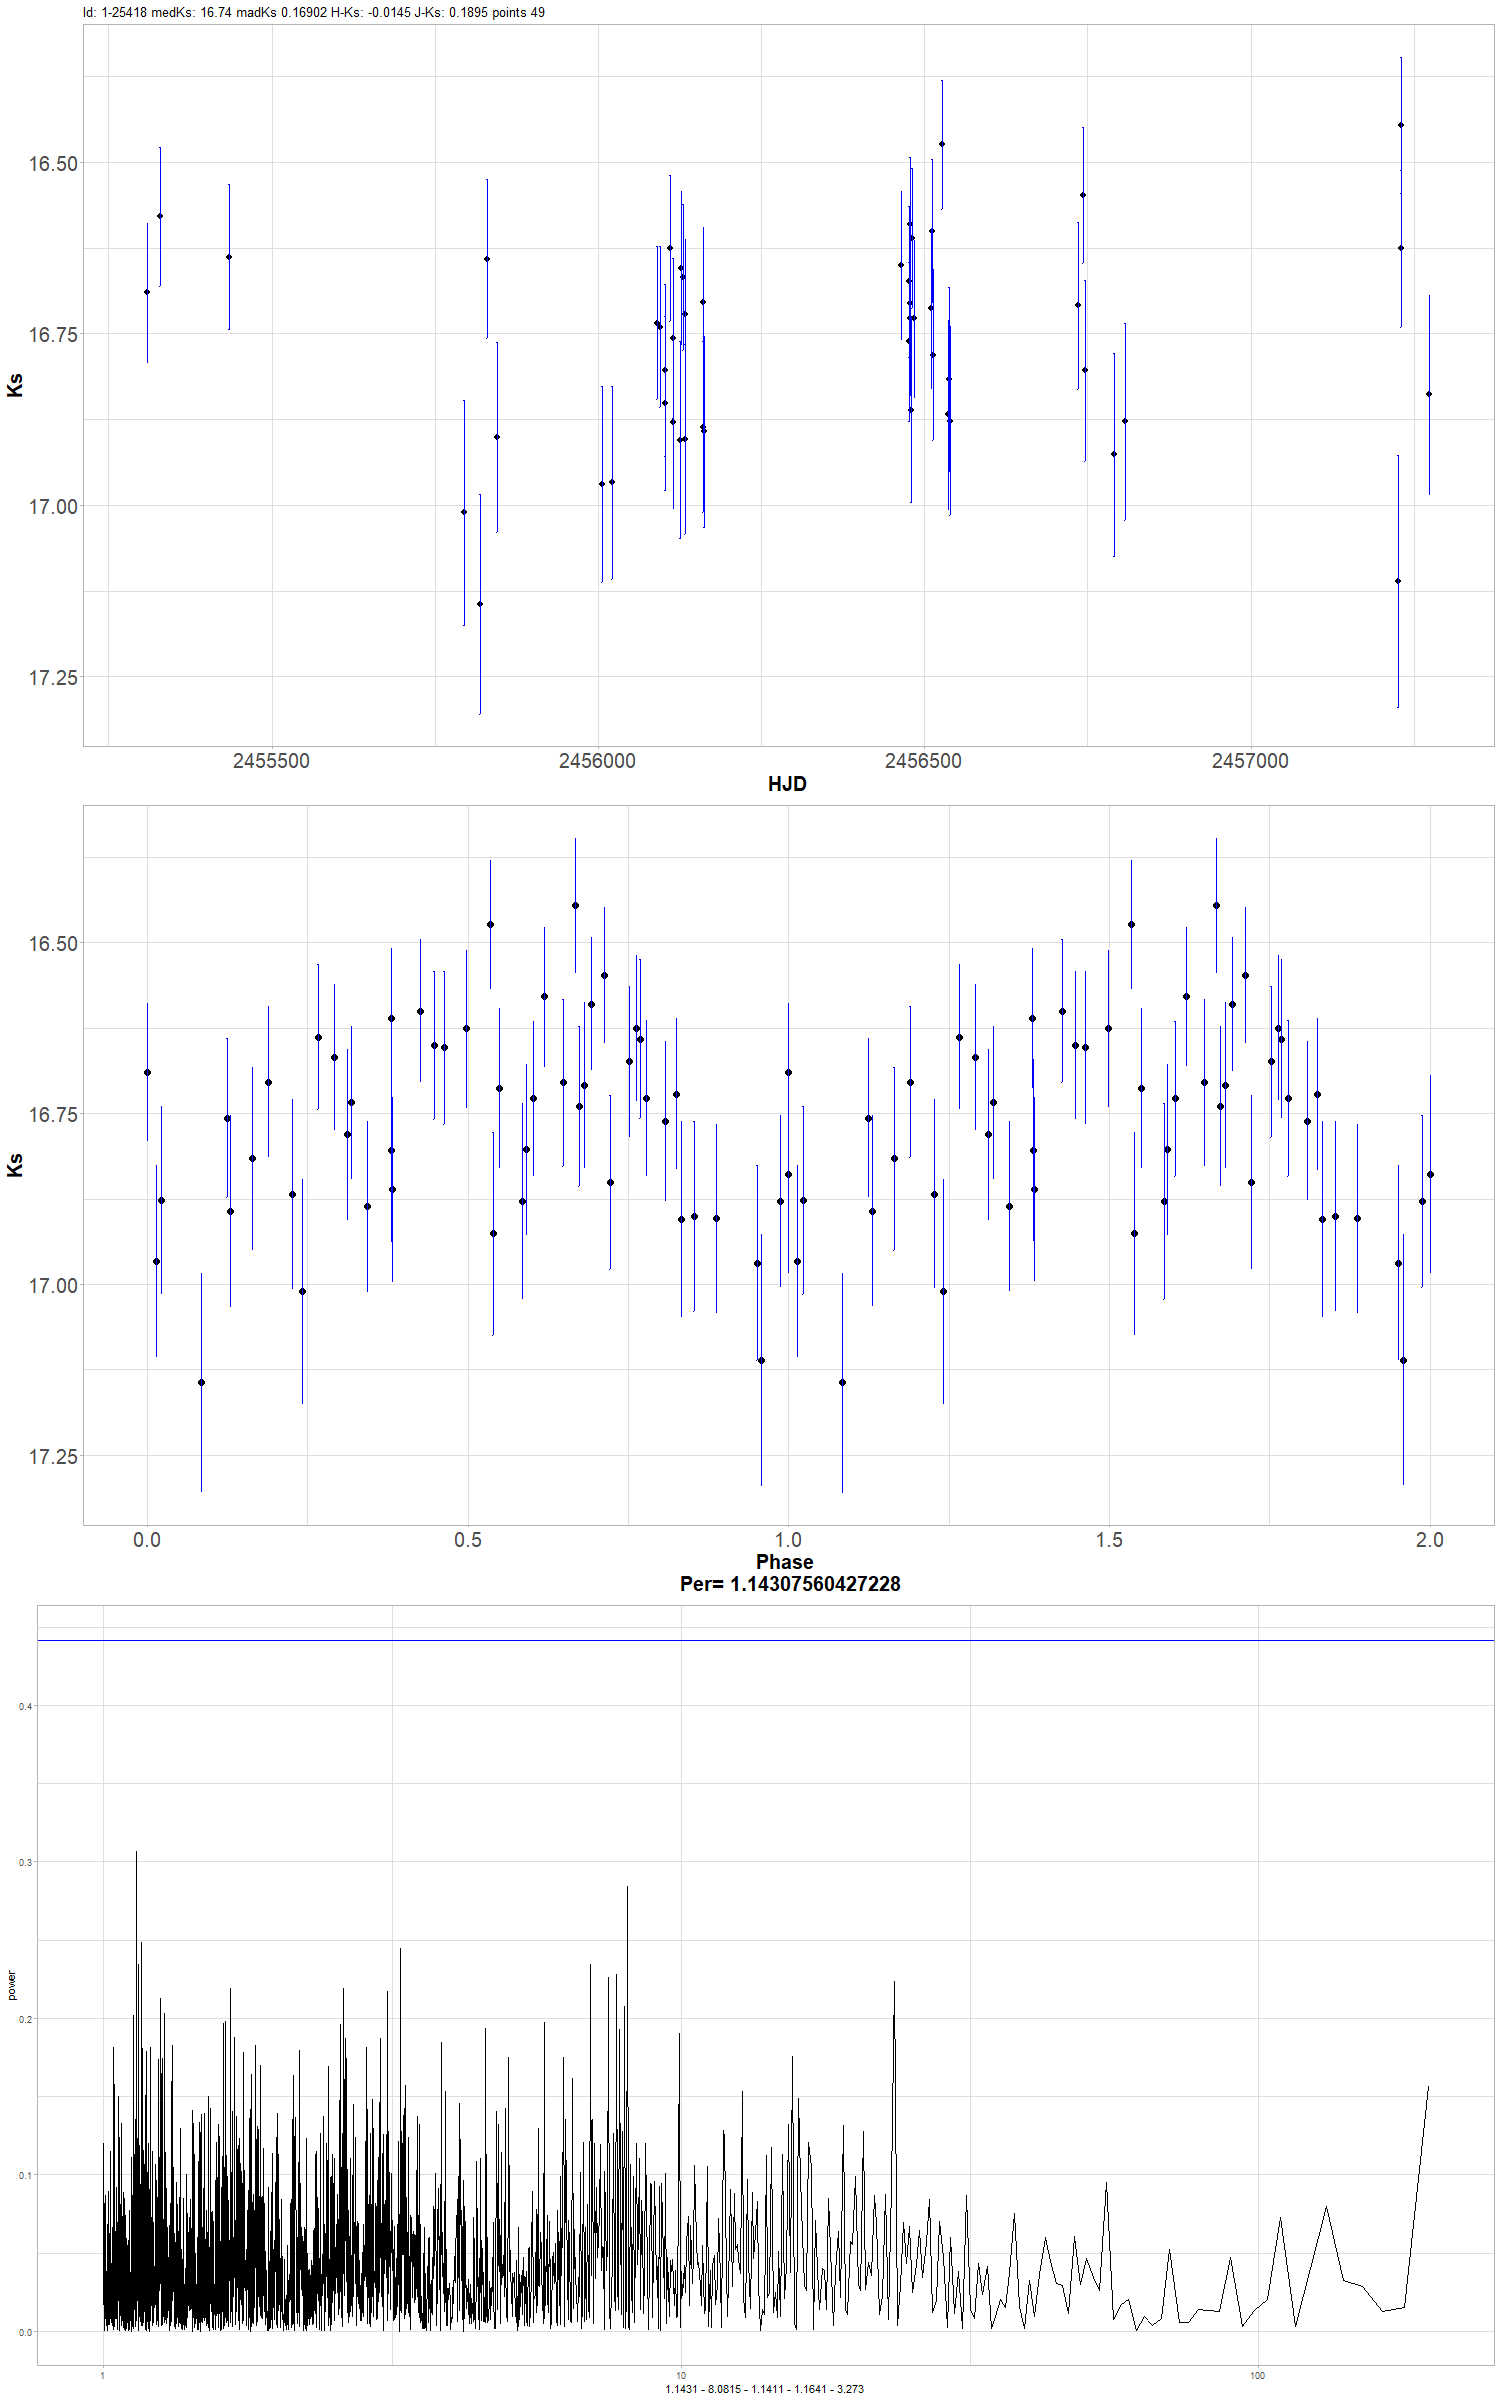 Id: 1-25418 medKs: 16.74 madKs 0.16902 H-Ks: -0.0145 J-Ks: 0.1895 points 49
16.50
16.75
17.00
17.25
Ks
2455500 2456000 2456500 2457000
HJD
16.50
16.75
17.00
17.25
Ks
0.0 0.5 1.0 1.5 2.0
Phase
Per= 1.14307560427228
0.4
0.3
0.2
0.1
0.0
power
1 10 100
1.1431 - 8.0815 - 1.1411 - 1.1641 - 3.273